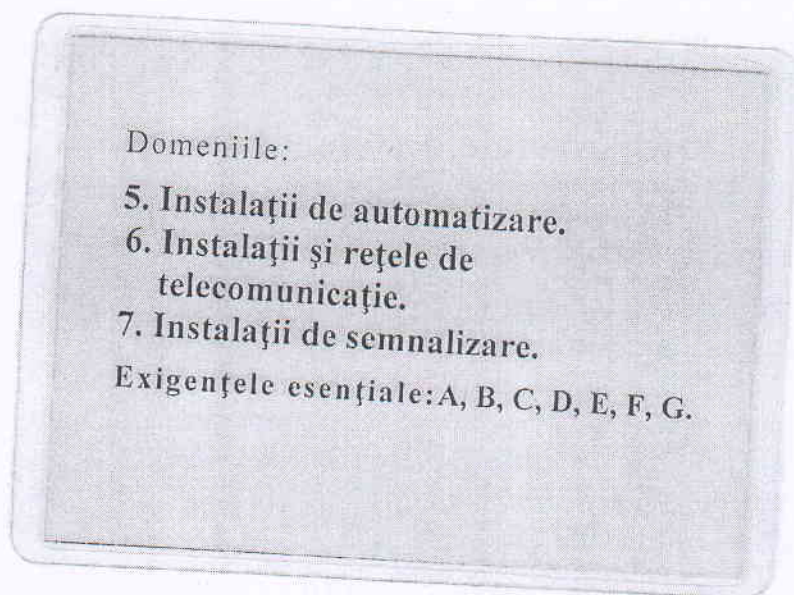 Domeniile:
5. Instalaţii de automatizare.
6. Instalaţii şi reţele de
telecomunicaţie.
7. Instalaţii de semnalizare.
Exigenţele esenţiale: A, B, C, D, E, F, G.